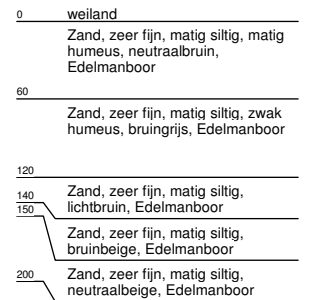 0 weiland
Zand, zeer fijn, matig siltig, matig
humeus, neutraalbruin,
Edelmanboor
60
Zand, zeer fijn, matig siltig, zwak
humeus, bruingrijs, Edelmanboor
120
Zand, zeer fijn, matig siltig,
140 lichtbruin, Edelmanboor
150
Zand, zeer fijn, matig siltig,
bruinbeige, Edelmanboor
200 Zand, zeer fijn, matig siltig,
neutraalbeige, Edelmanboor